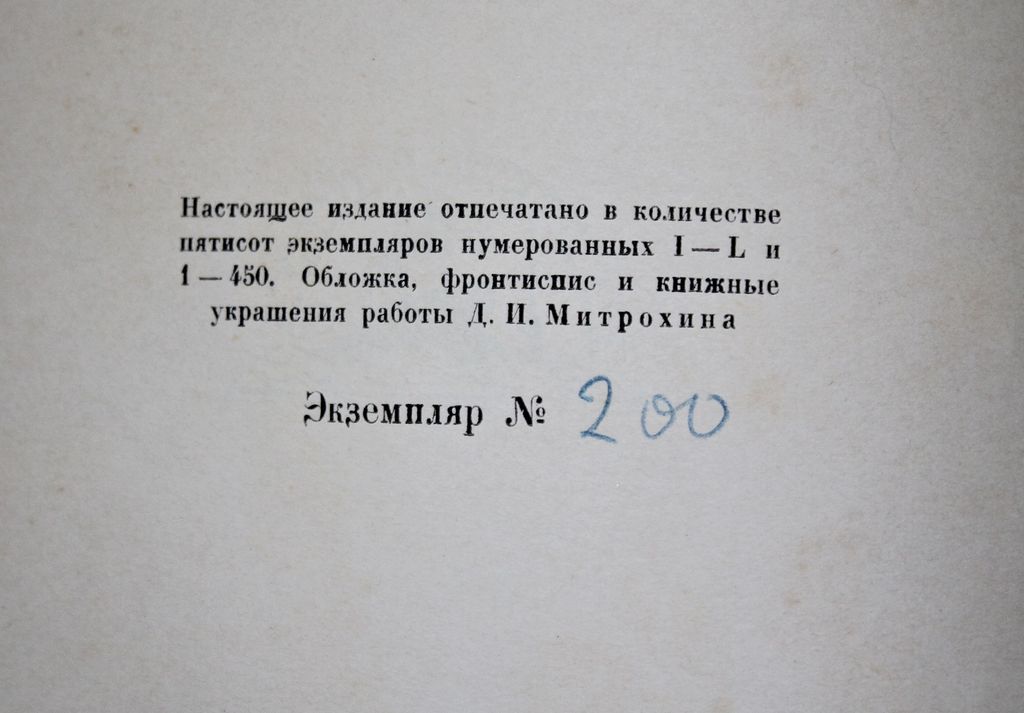 Настоящее издание отпечатано в количестве
пятисот экземпляров нумерованных I — L и
1 — 450. Обложка, фронтиспис и книжные
украшения работы Д. И. Митрохина
Экземпляр № 200